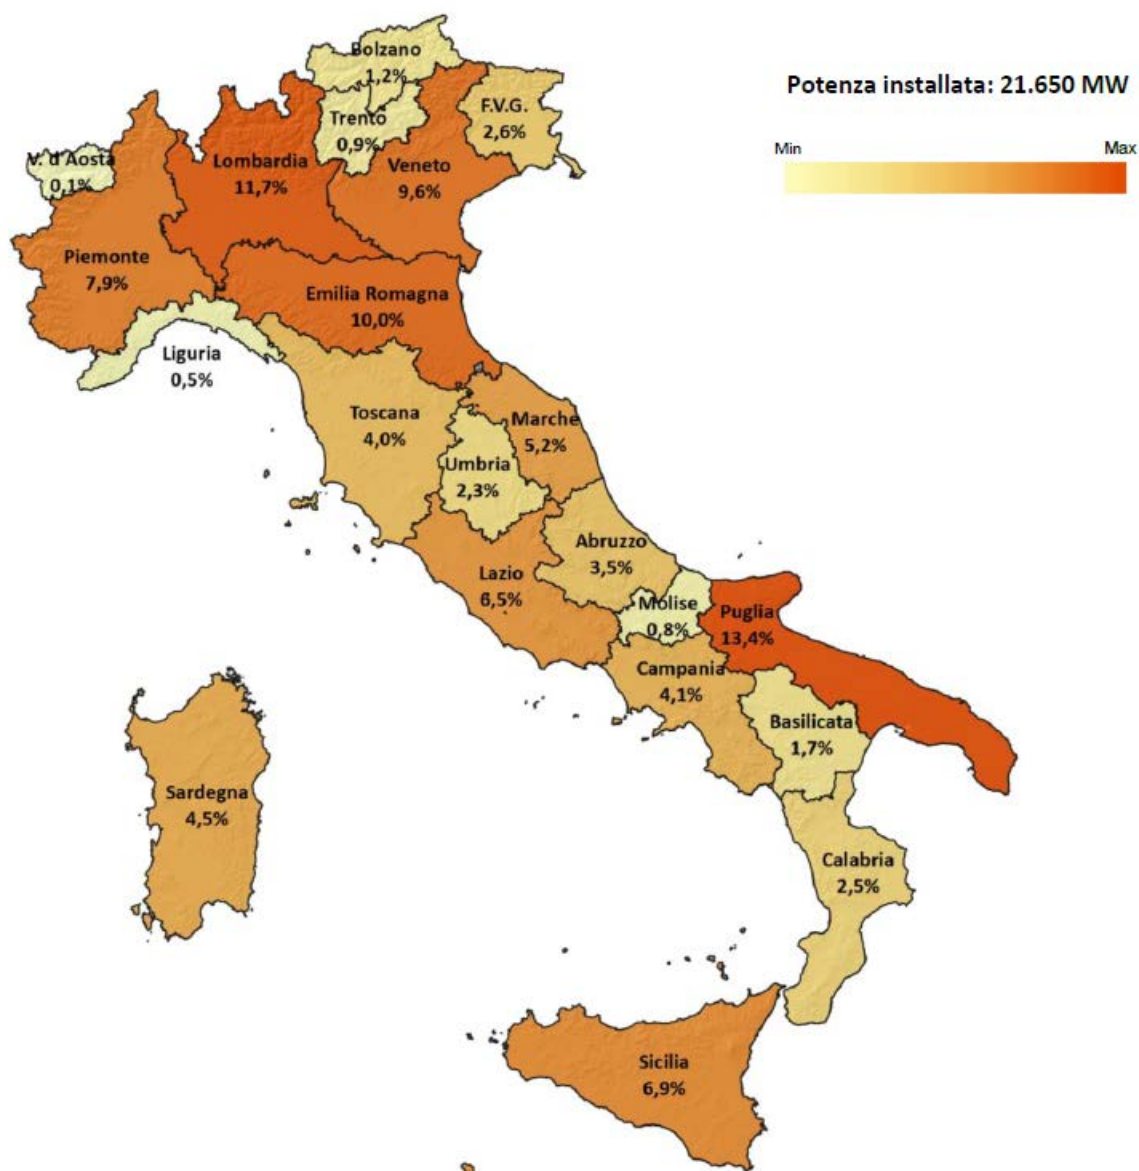 Potenza installata: 21.650 MW
Min
Max
Bolzano
1,2%
F.V.G.
2,6%
Trento
0,9%
V. d'Aosta
0,1%
Lombardia
11,7%
Veneto
9,6%
Piemonte
7,9%
Emilia Romagna
10,0%
Liguria
0,5%
Toscana
4,0%
Marche
5,2%
Umbria
2,3%
Abruzzo
3,5%
Lazio
6,5%
Molise
0,8%
Puglia
13,4%
Campania
4,1%
Basilicata
1,7%
Sardegna
4,5%
Calabria
2,5%
Sicilia
6,9%